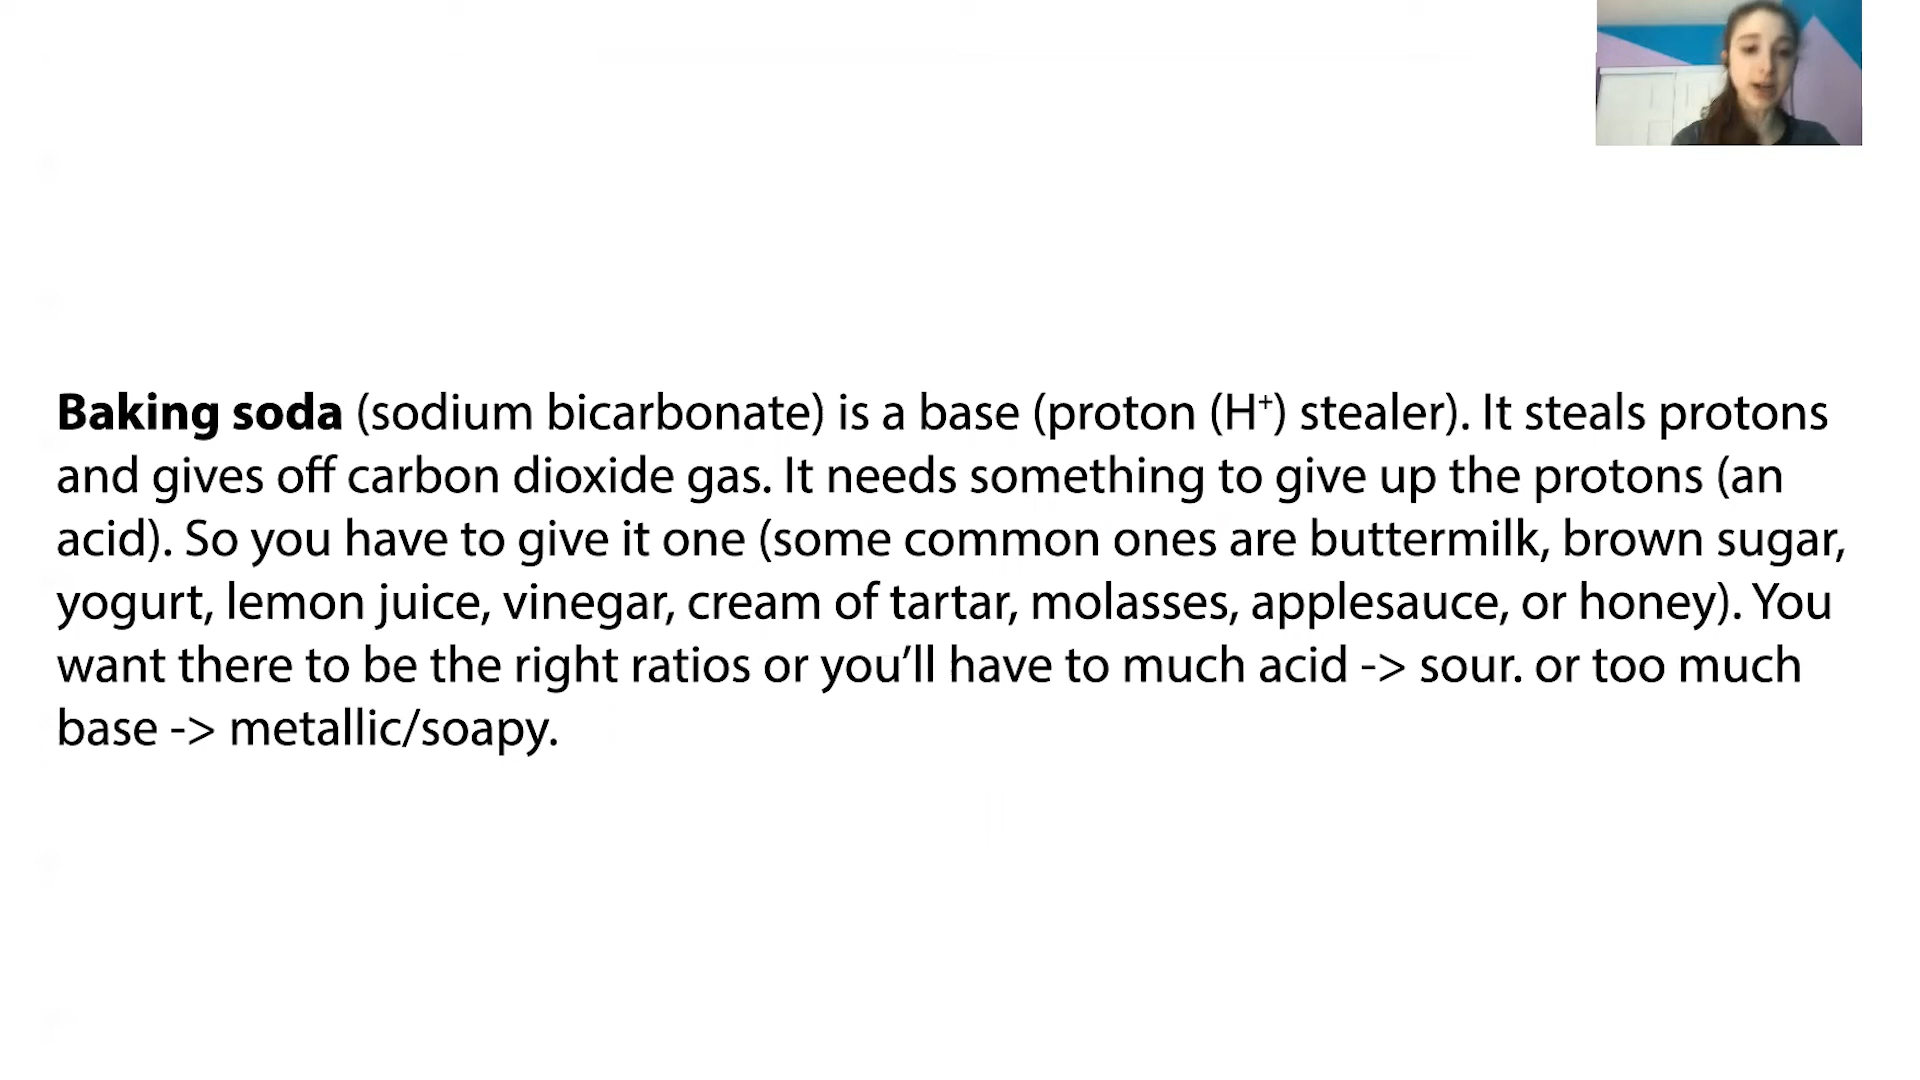 Baking soda (sodium bicarbonate) is a base (proton (H⁺) stealer). It steals protons
and gives off carbon dioxide gas. It needs something to give up the protons (an
acid). So you have to give it one (some common ones are buttermilk, brown sugar,
yogurt, lemon juice, vinegar, cream of tartar, molasses, applesauce, or honey). You
want there to be the right ratios or you’ll have to much acid -> sour. or too much
base -> metallic/soapy.